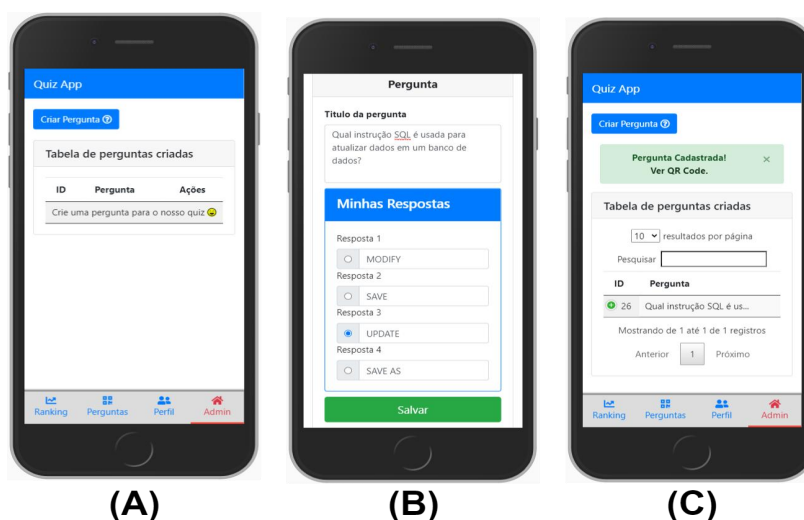 Quiz App
Criar Pergunta
Tabela de perguntas criadas
ID Pergunta Ações
Crie uma pergunta para o nosso quiz
Ranking Perguntas Perfil Admin
(A)
Pergunta
Titulo da pergunta
Qual instrução SQL é usada para
atualizar dados em um banco de
dados?
Minhas Respostas
Resposta 1
MODIFY
Resposta 2
SAVE
Resposta 3
UPDATE
Resposta 4
SAVE AS
Salvar
(B)
Quiz App
Criar Pergunta
Pergunta Cadastrada! ×
Ver QR Code.
Tabela de perguntas criadas
10 resultados por página
Pesquisar
ID Pergunta
26 Qual instrução SQL é us...
Mostrando de 1 até 1 de 1 registros
Anterior 1 Próximo
Ranking Perguntas Perfil Admin
(C)